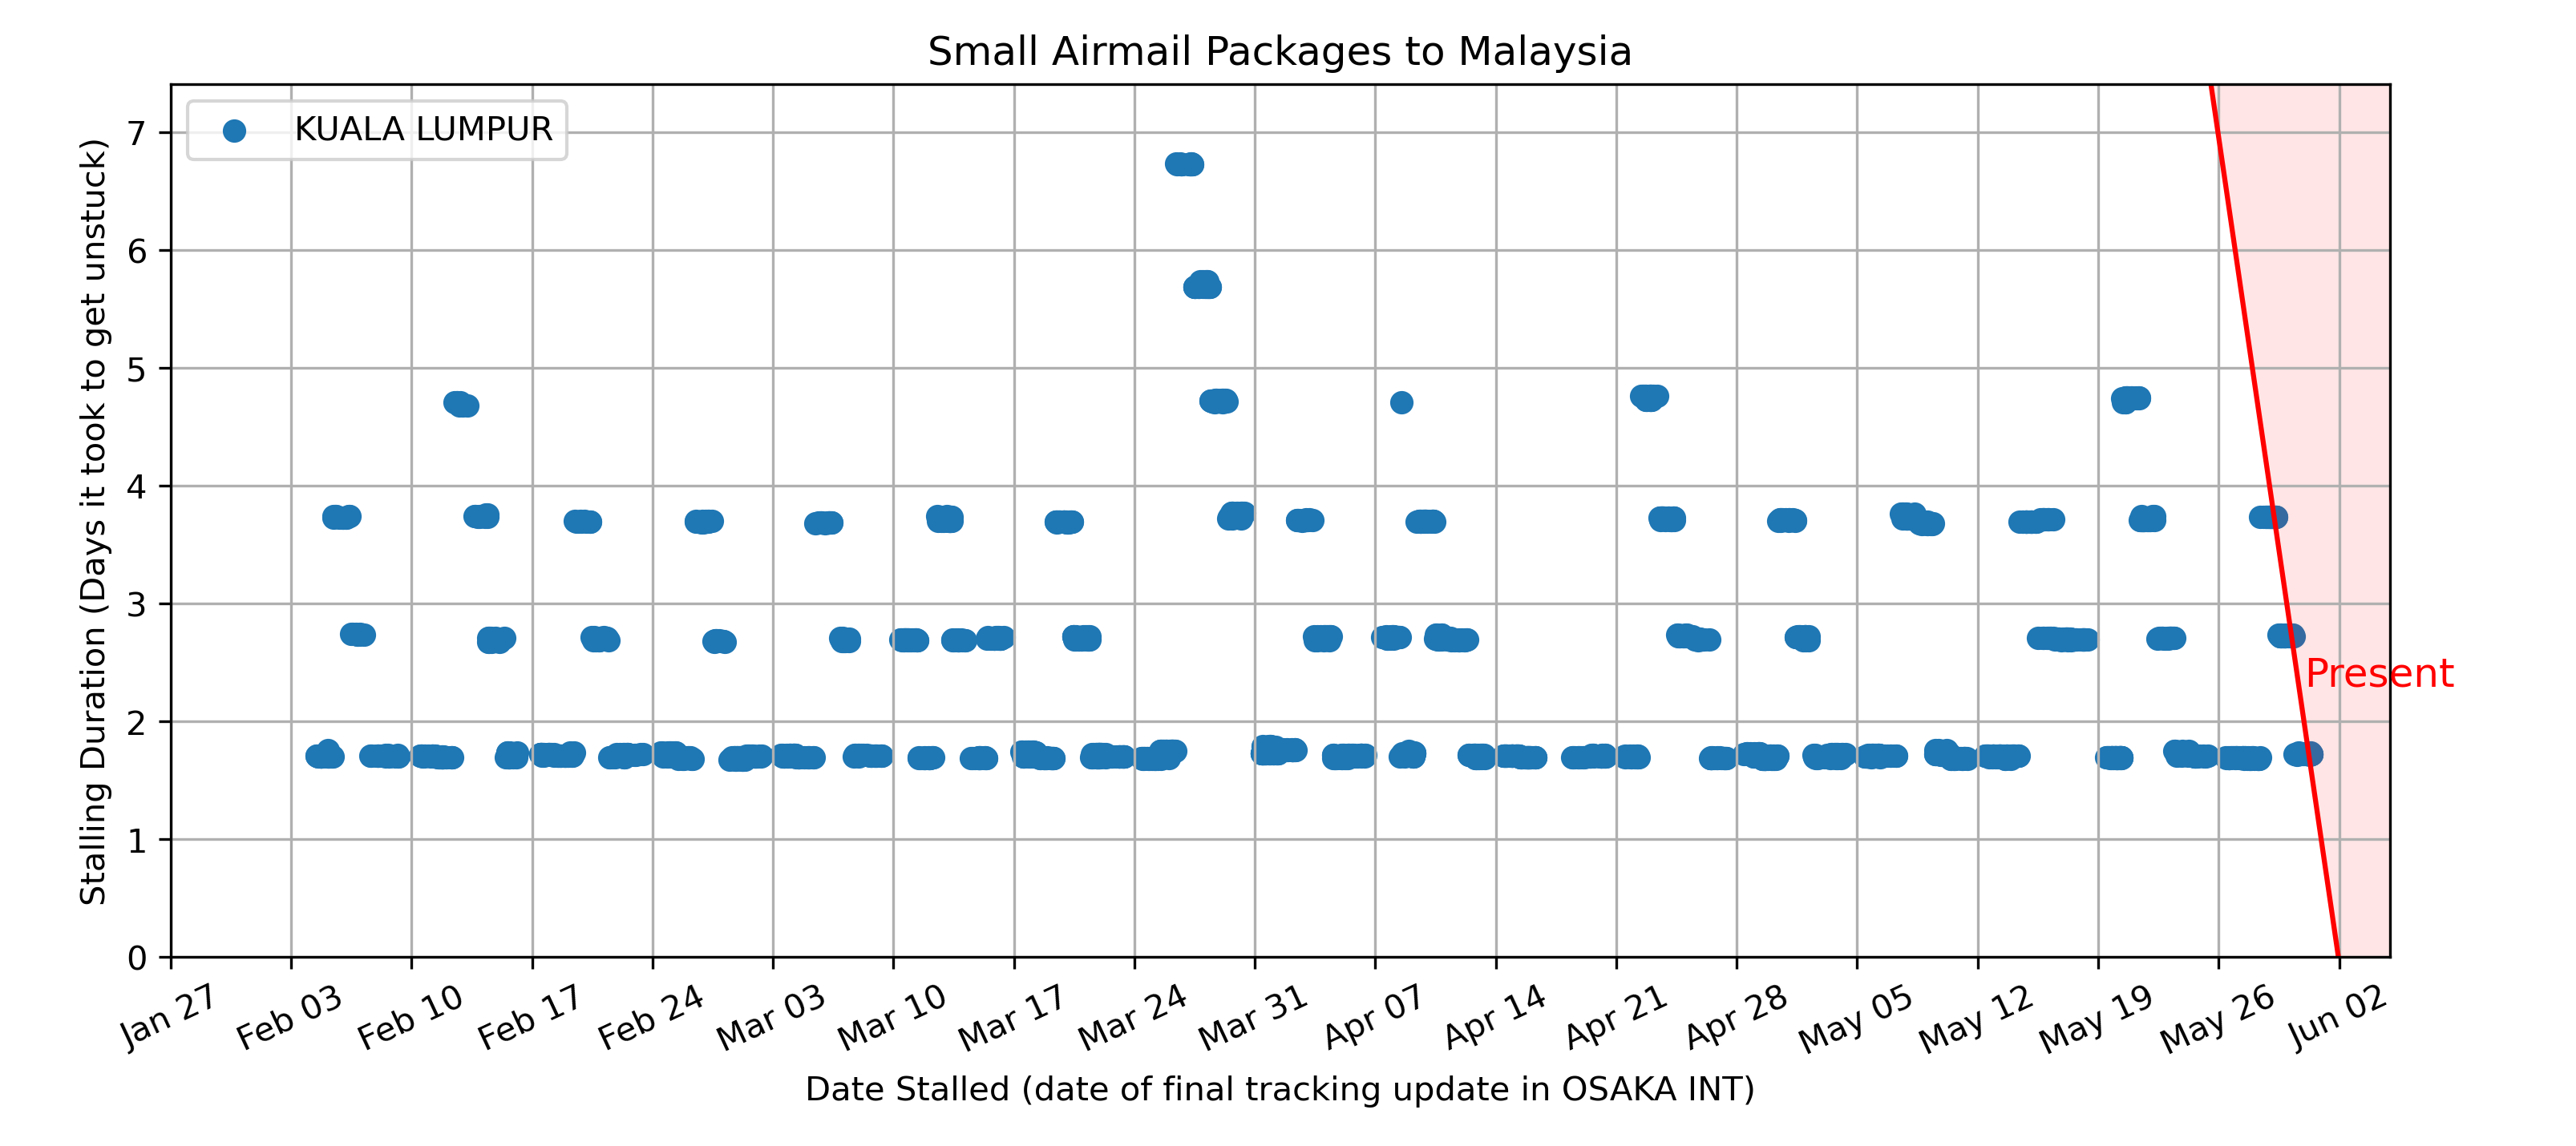 Small Airmail Packages to Malaysia
KUALA LUMPUR
Stalling Duration (Days it took to get unstuck)
7
6
5
4
3
2
1
0
Present
Jan 27
Feb 03
Feb 10
Feb 17
Feb 24
Mar 03
Mar 10
Mar 17
Mar 24
Mar 31
Apr 07
Apr 14
Apr 21
Apr 28
May 05
May 12
May 19
May 26
Jun 02
Date Stalled (date of final tracking update in OSAKA INT)